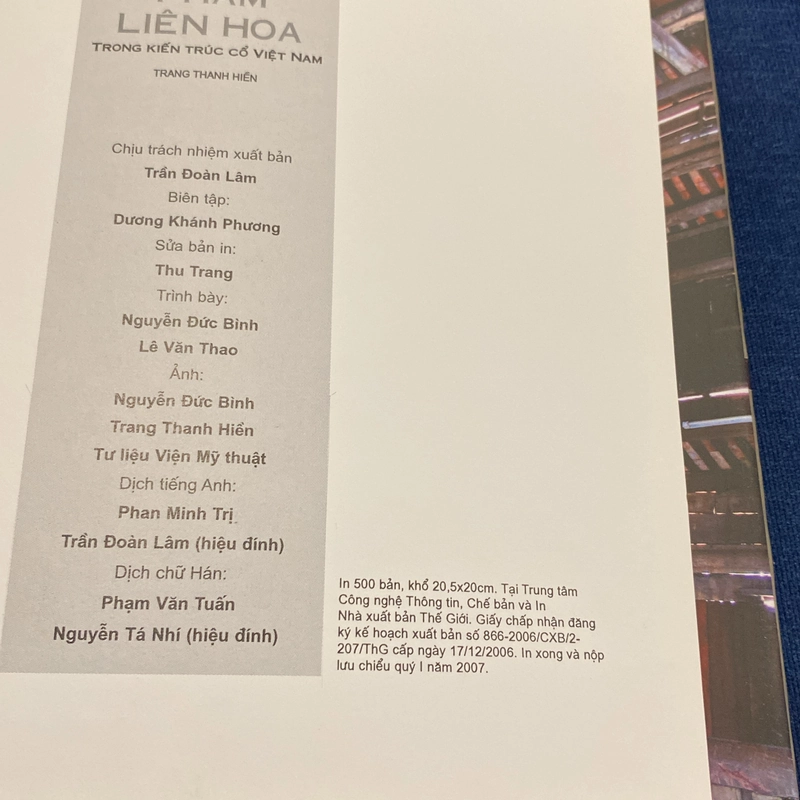 LIÊN HOA
TRONG KIẾN TRÚC CỔ VIỆT NAM
TRANG THANH HIỀN
Chịu trách nhiệm xuất bản
Trần Đoàn Lâm
Biên tập:
Dương Khánh Phương
Sửa bản in:
Thu Trang
Trình bày:
Nguyễn Đức Bình
Lê Văn Thao
Ảnh:
Nguyễn Đức Bình
Trang Thanh Hiền
Tư liệu Viện Mỹ thuật
Dịch tiếng Anh:
Phan Minh Trị
Trần Đoàn Lâm (hiệu đính)
Dịch chữ Hán:
Phạm Văn Tuấn
Nguyễn Tá Nhí (hiệu đính)
In 500 bản, khổ 20,5x20cm. Tại Trung tâm
Công nghệ Thông tin, Chế bản và In
Nhà xuất bản Thế Giới. Giấy chấp nhận đăng
ký kế hoạch xuất bản số 866-2006/CXB/2-
207/ThG cấp ngày 17/12/2006. In xong và nộp
lưu chiểu quý I năm 2007.